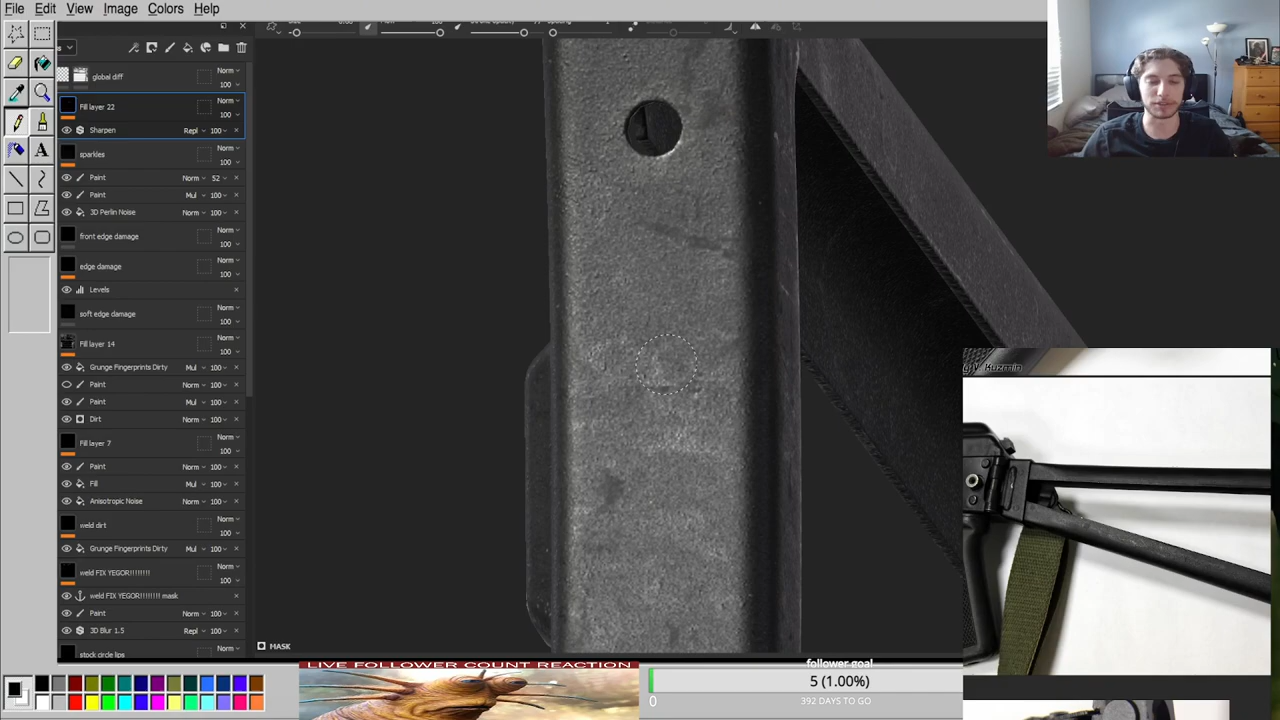 File Edit View Image Colors Help
global diff Norm
100
Fill layer 22 Norm
100
Sharpen Repl 100
sparkles Norm
100
Paint Norm 52
Paint Mul 100
3D Perlin Noise Norm 100
front edge damage Norm
100
edge damage Norm
100
Levels
soft edge damage Norm
100
Fill layer 14 Norm
100
Grunge Fingerprints Dirty Mul 100
Paint Norm 100
Paint Mul 100
Dirt Norm 100
Fill layer 7 Norm
100
Paint Norm 100
Fill Mul 100
Anisotropic Noise Norm 100
weld dirt Norm
100
Grunge Fingerprints Dirty Mul 100
weld FIX YEGOR!!!!!!!! Norm
100
weld FIX YEGOR!!!!!!!! mask
Paint Norm 100
3D Blur 1.5 Repl 100
stock circle lips Norm
MASK
Kuzmin
LIVE FOLLOWER COUNT REACTION
follower goal
5 (1.00%)
0
392 DAYS TO GO